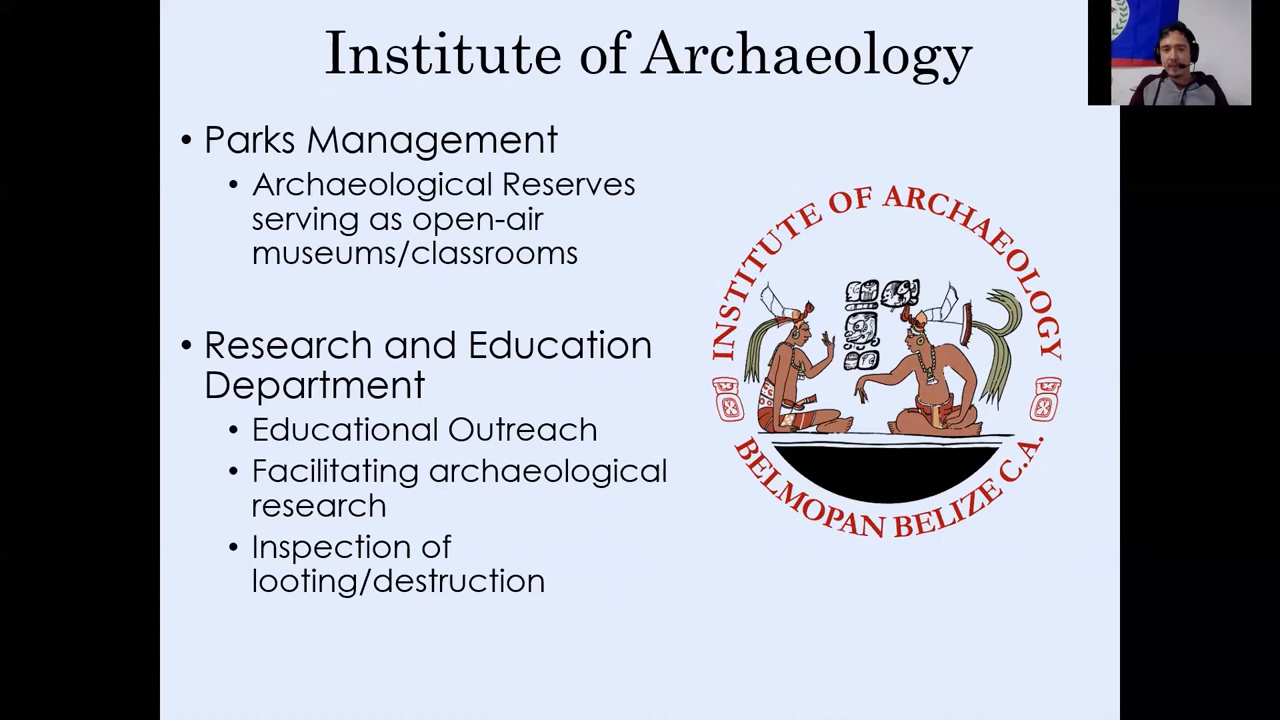 Institute of Archaeology
• Parks Management
• Archaeological Reserves
serving as open-air
museums/classrooms
• Research and Education
Department
• Educational Outreach
• Facilitating archaeological
research
• Inspection of
looting/destruction
INSTITUTE OF ARCHAEOLOGY
BELMOPAN BELIZE C.A.